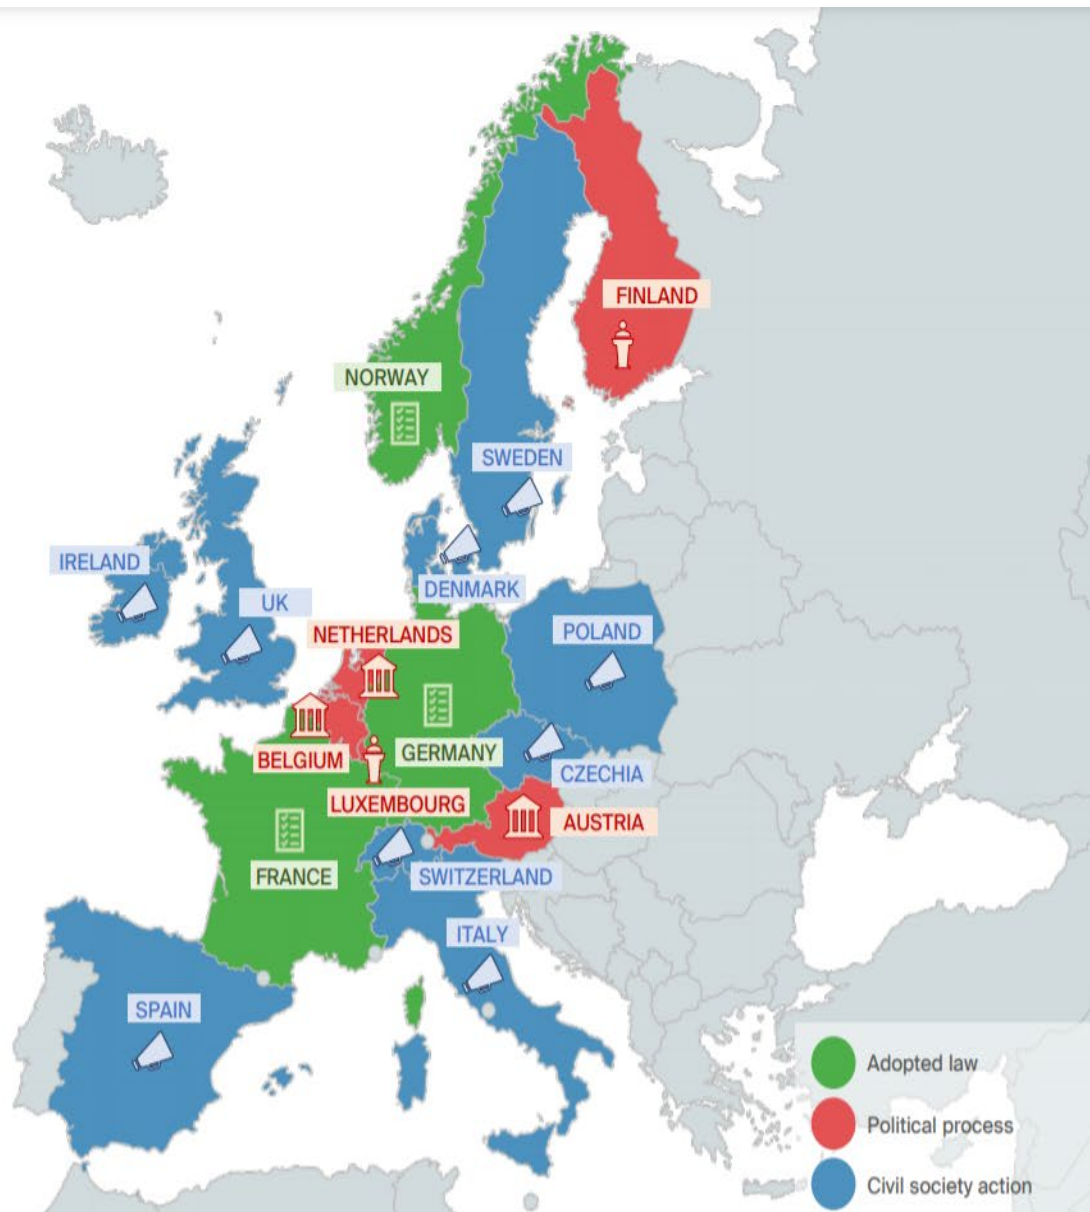 FINLAND
NORWAY
SWEDEN
IRELAND
DENMARK
UK
POLAND
NETHERLANDS
GERMANY
BELGIUM
CZECHIA
LUXEMBOURG
AUSTRIA
FRANCE
SWITZERLAND
ITALY
SPAIN
Adopted law
Political process
Civil society action